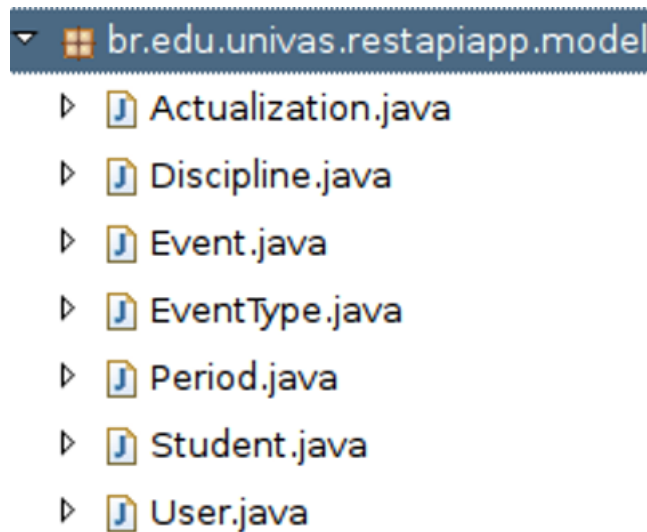 br.edu.univas.restapiapp.model
Actualization.java
Discipline.java
Event.java
EventType.java
Period.java
Student.java
User.java